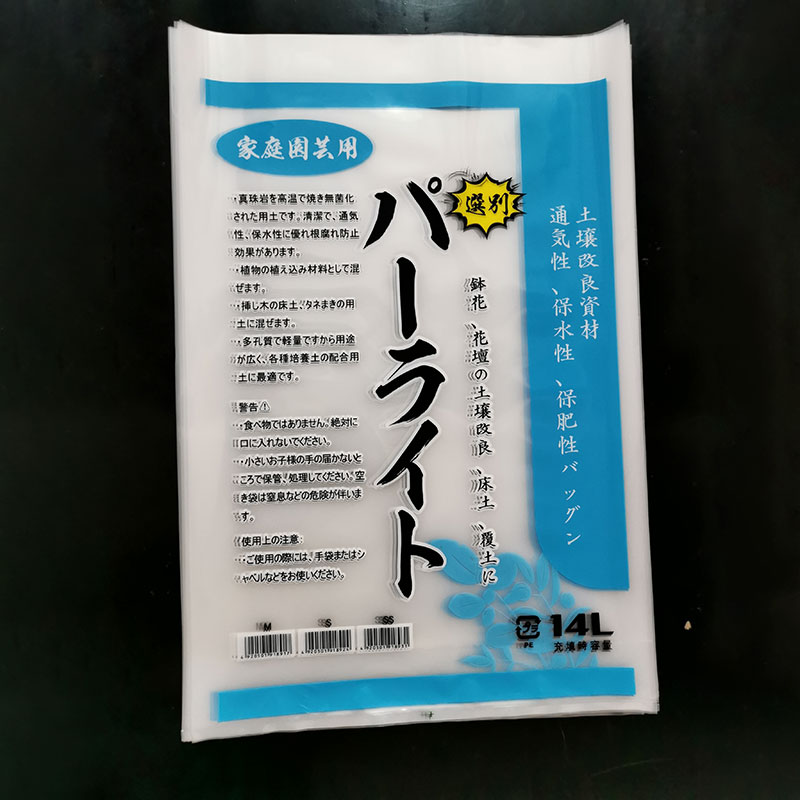 家庭園芸用
選別
パーライト
土壌改良資材
通気性、保水性、保肥性バツグン
鉢花、花壇の土壌改良、床土、覆土に
・真珠岩を高温で焼き無菌化
された用土です。清潔で、通気
性、保水性に優れ根腐れ防止
効果があります。
・植物の植え込み材料として混
ぜます。
・挿し木の床土、タネまきの用
土に混ぜます。
・多孔質で軽量ですから用途
が広く、各種培養土の配合用
土に最適です。
警告⚠
・食べ物ではありません。絶対に
口に入れないでください。
・小さいお子様の手の届かないと
ころで保管、処理してください。空
き袋は窒息などの危険が伴いま
す。
使用上の注意:
・ご使用の際には、手袋またはシ
ャベルなどをお使いください。
M S SS
プラ
PE
14L
充填時容量